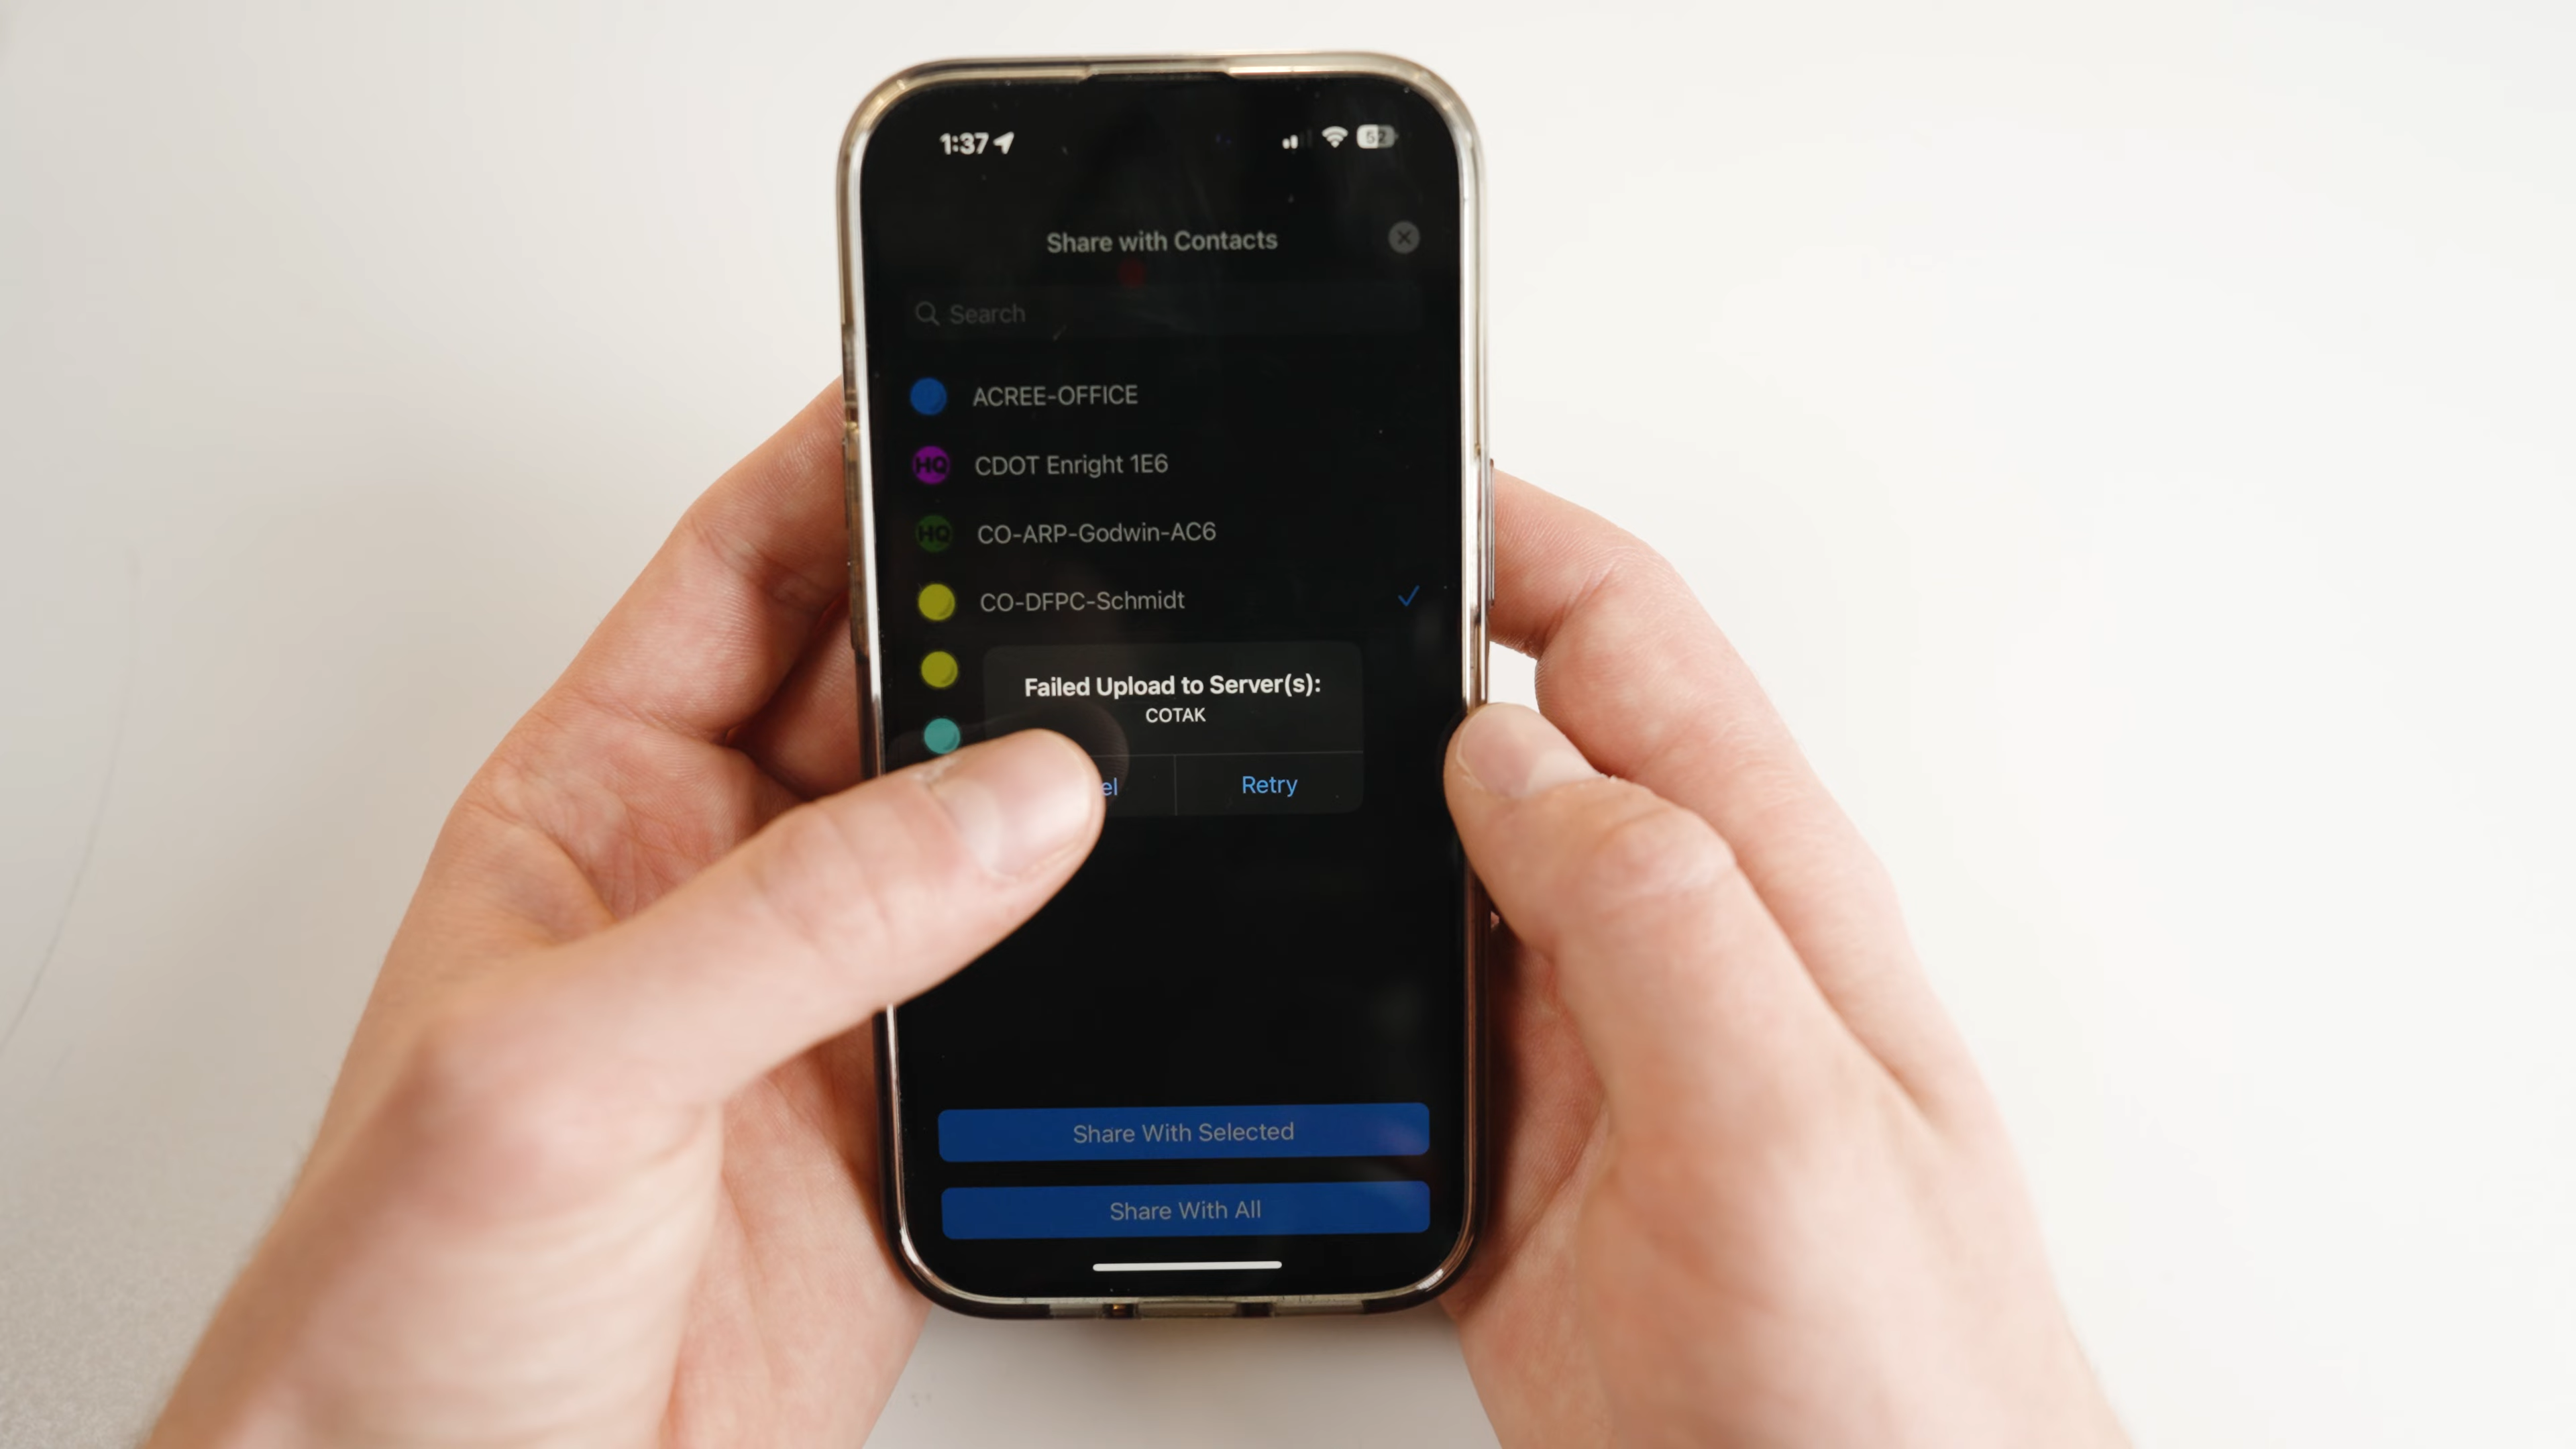 1:37
52
Share with Contacts
Search
ACREE-OFFICE
HQ
CDOT Enright 1E6
HQ
CO-ARP-Godwin-AC6
CO-DFPC-Schmidt
Failed Upload to Server(s):
COTAK
Retry
Share With Selected
Share With All